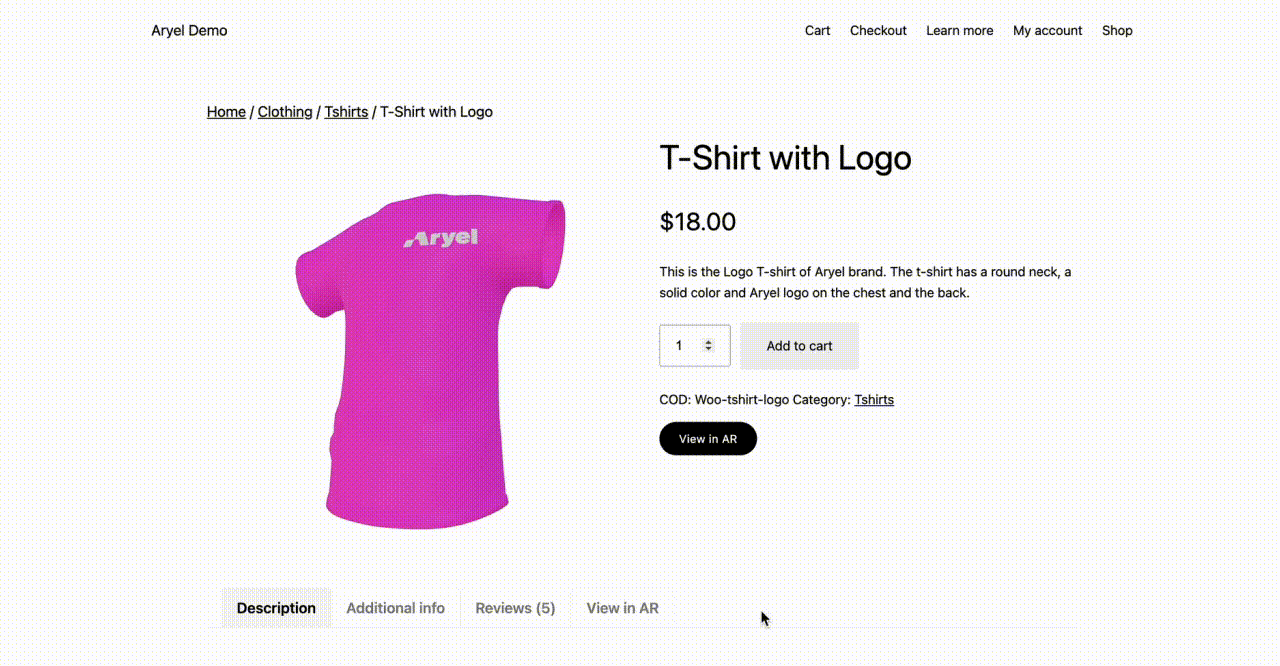 Aryel Demo
Cart Checkout Learn more My account Shop
Home / Clothing / Tshirts / T-Shirt with Logo
T-Shirt with Logo
$18.00
Aryel
This is the Logo T-shirt of Aryel brand. The t-shirt has a round neck, a
solid color and Aryel logo on the chest and the back.
1
Add to cart
COD: Woo-tshirt-logo Category: Tshirts
View in AR
Description Additional info Reviews (5) View in AR